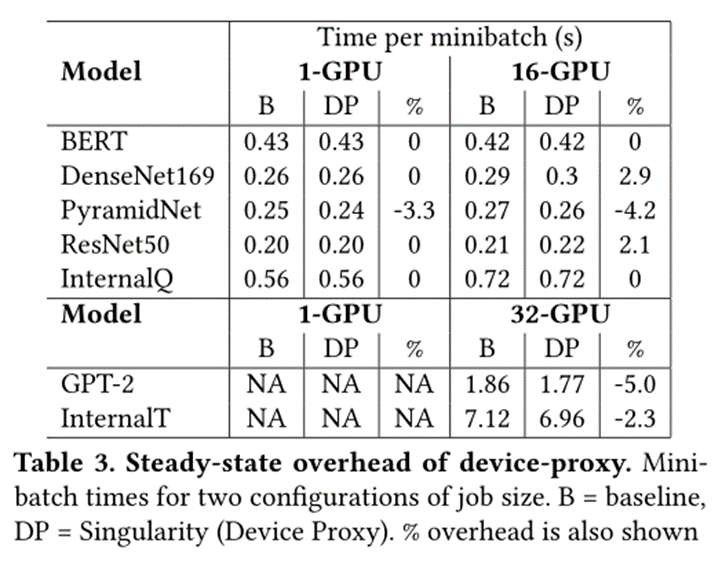 Time per minibatch (s)
Model 1-GPU 16-GPU
B DP % B DP %
BERT 0.43 0.43 0 0.42 0.42 0
DenseNet169 0.26 0.26 0 0.29 0.3 2.9
PyramidNet 0.25 0.24 -3.3 0.27 0.26 -4.2
ResNet50 0.20 0.20 0 0.21 0.22 2.1
InternalQ 0.56 0.56 0 0.72 0.72 0
Model 1-GPU 32-GPU
B DP % B DP %
GPT-2 NA NA NA 1.86 1.77 -5.0
InternalT NA NA NA 7.12 6.96 -2.3
Table 3. Steady-state overhead of device-proxy. Mini-
batch times for two configurations of job size. B = baseline,
DP = Singularity (Device Proxy). % overhead is also shown